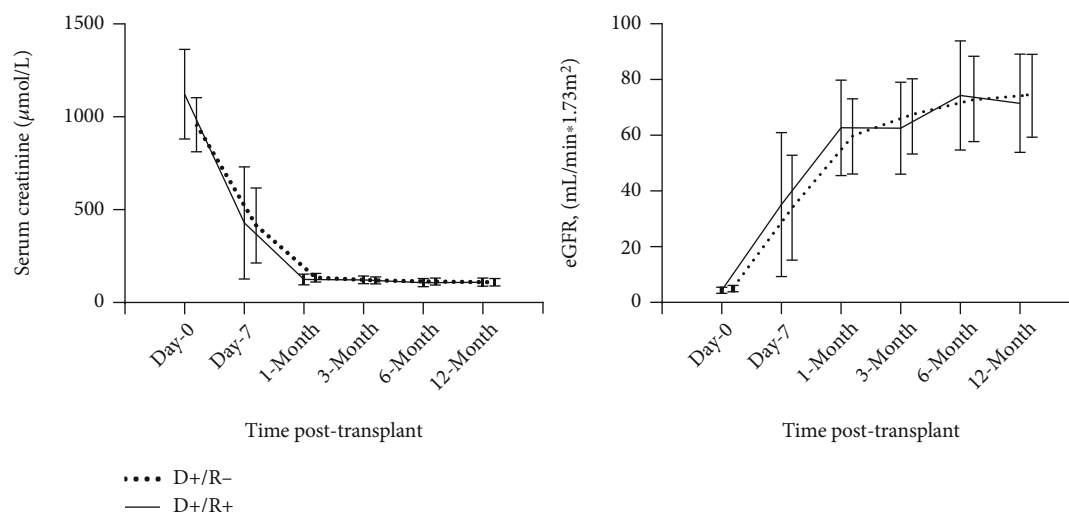 Serum creatinine (μmol/L)
1500
1000
500
0
Day-0
Day-7
1-Month
3-Month
6-Month
12-Month
Time post-transplant
D+/R−
D+/R+
eGFR, (mL/min*1.73m²)
100
80
60
40
20
0
Day-0
Day-7
1-Month
3-Month
6-Month
12-Month
Time post-transplant